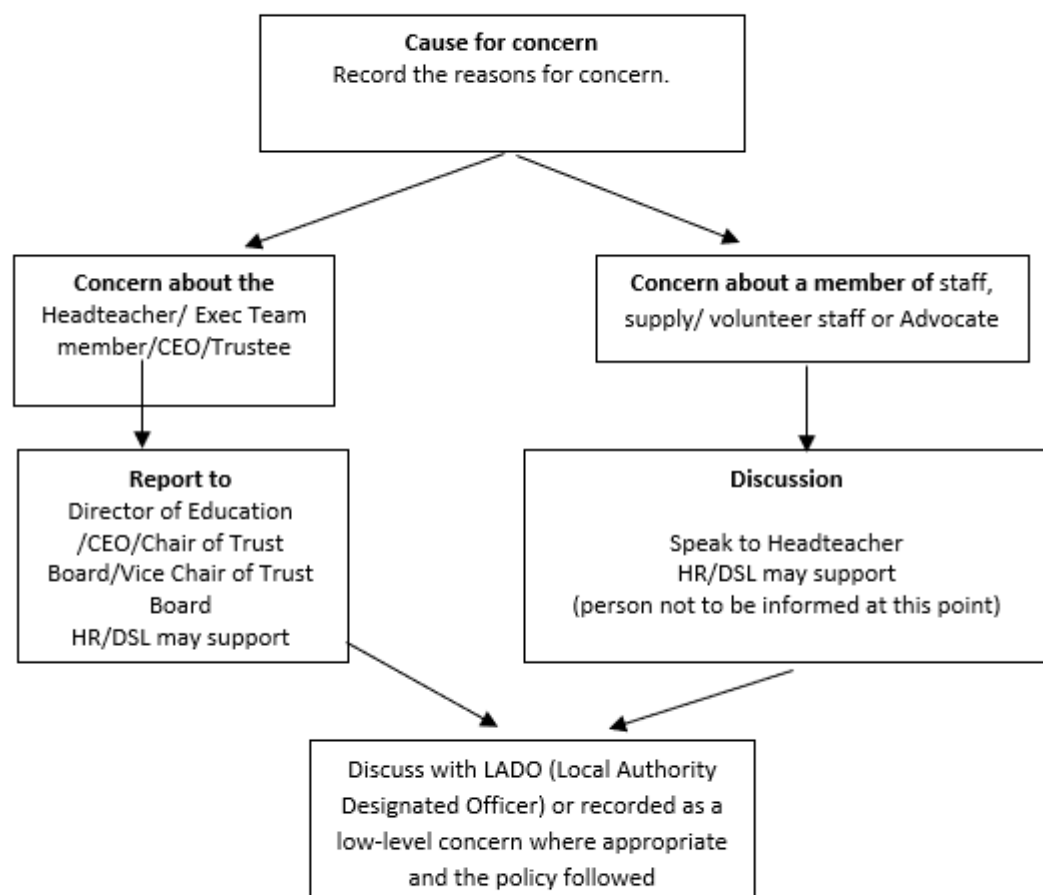 Cause for concern
Record the reasons for concern.
Concern about the
Headteacher/ Exec Team
member/CEO/Trustee
Concern about a member of staff,
supply/ volunteer staff or Advocate
Report to
Director of Education
/CEO/Chair of Trust
Board/Vice Chair of Trust
Board
HR/DSL may support
Discussion
Speak to Headteacher
HR/DSL may support
(person not to be informed at this point)
Discuss with LADO (Local Authority
Designated Officer) or recorded as a
low-level concern where appropriate
and the policy followed